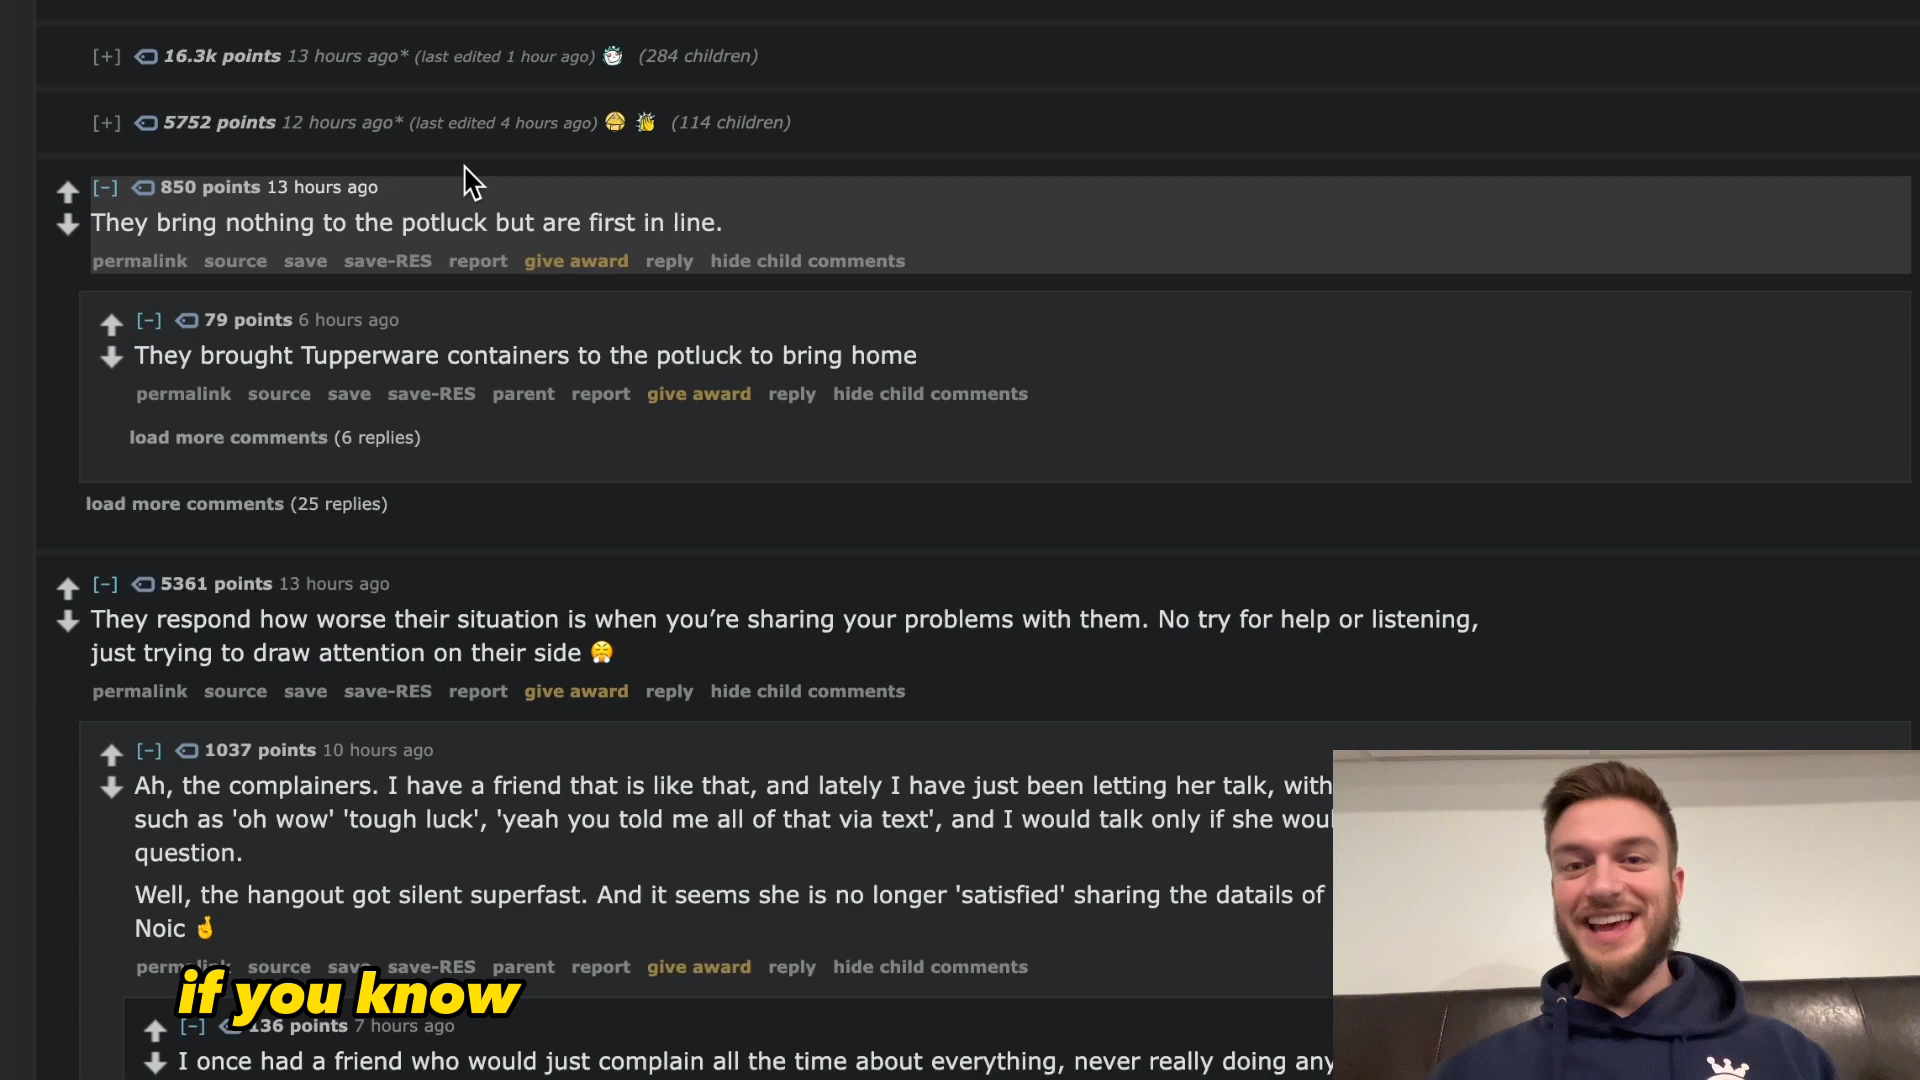 [+] 16.3k points 13 hours ago* (last edited 1 hour ago) (284 children)
[+] 5752 points 12 hours ago* (last edited 4 hours ago) (114 children)
[–] 850 points 13 hours ago
They bring nothing to the potluck but are first in line.
permalink source save save-RES report give award reply hide child comments
[–] 79 points 6 hours ago
They brought Tupperware containers to the potluck to bring home
permalink source save save-RES parent report give award reply hide child comments
load more comments (6 replies)
load more comments (25 replies)
[–] 5361 points 13 hours ago
They respond how worse their situation is when you’re sharing your problems with them. No try for help or listening,
just trying to draw attention on their side 😤
permalink source save save-RES report give award reply hide child comments
[–] 1037 points 10 hours ago
Ah, the complainers. I have a friend that is like that, and lately I have just been letting her talk, with
such as 'oh wow' 'tough luck', 'yeah you told me all of that via text', and I would talk only if she woul
question.
Well, the hangout got silent superfast. And it seems she is no longer 'satisfied' sharing the datails of
Noic 🤞
permalink source save save-RES parent report give award reply hide child comments
if you know
[–] 136 points 7 hours ago
I once had a friend who would just complain all the time about everything, never really doing any